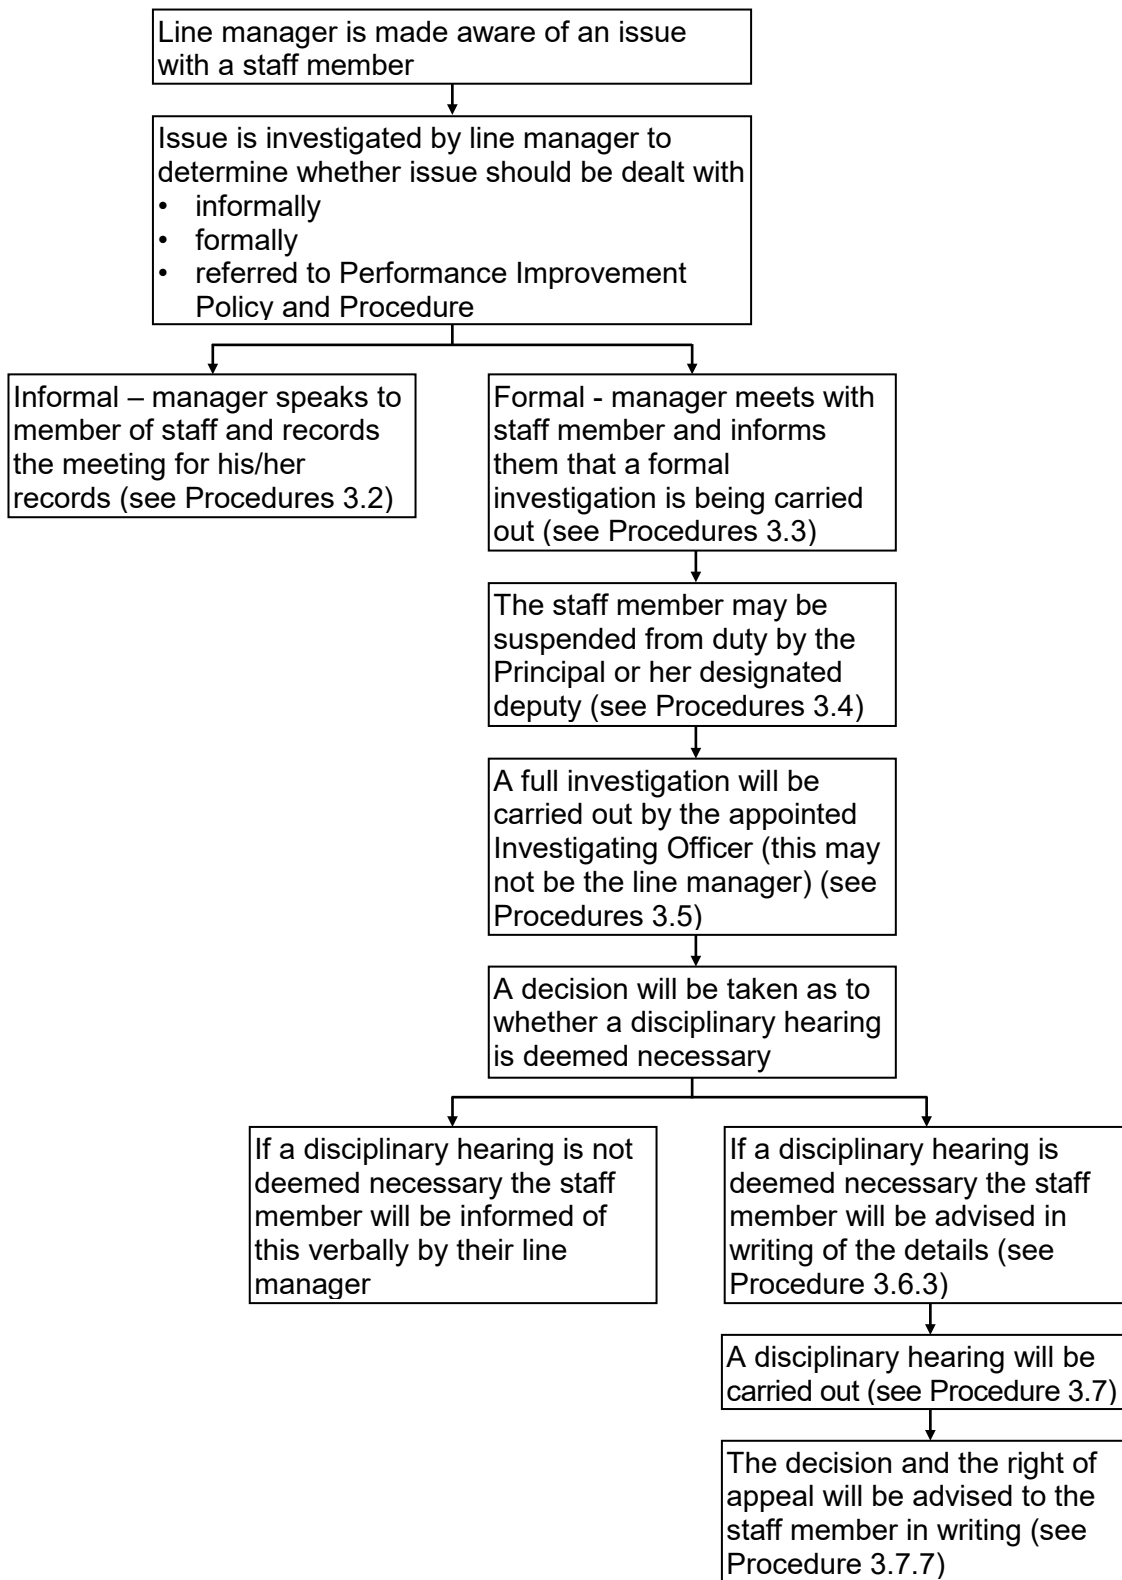 Line manager is made aware of an issue
with a staff member
Issue is investigated by line manager to
determine whether issue should be dealt with
• informally
• formally
• referred to Performance Improvement
Policy and Procedure
Informal – manager speaks to
member of staff and records
the meeting for his/her
records (see Procedures 3.2)
Formal - manager meets with
staff member and informs
them that a formal
investigation is being carried
out (see Procedures 3.3)
The staff member may be
suspended from duty by the
Principal or her designated
deputy (see Procedures 3.4)
A full investigation will be
carried out by the appointed
Investigating Officer (this may
not be the line manager) (see
Procedures 3.5)
A decision will be taken as to
whether a disciplinary hearing
is deemed necessary
If a disciplinary hearing is not
deemed necessary the staff
member will be informed of
this verbally by their line
manager
If a disciplinary hearing is
deemed necessary the staff
member will be advised in
writing of the details (see
Procedure 3.6.3)
A disciplinary hearing will be
carried out (see Procedure 3.7)
The decision and the right of
appeal will be advised to the
staff member in writing (see
Procedure 3.7.7)